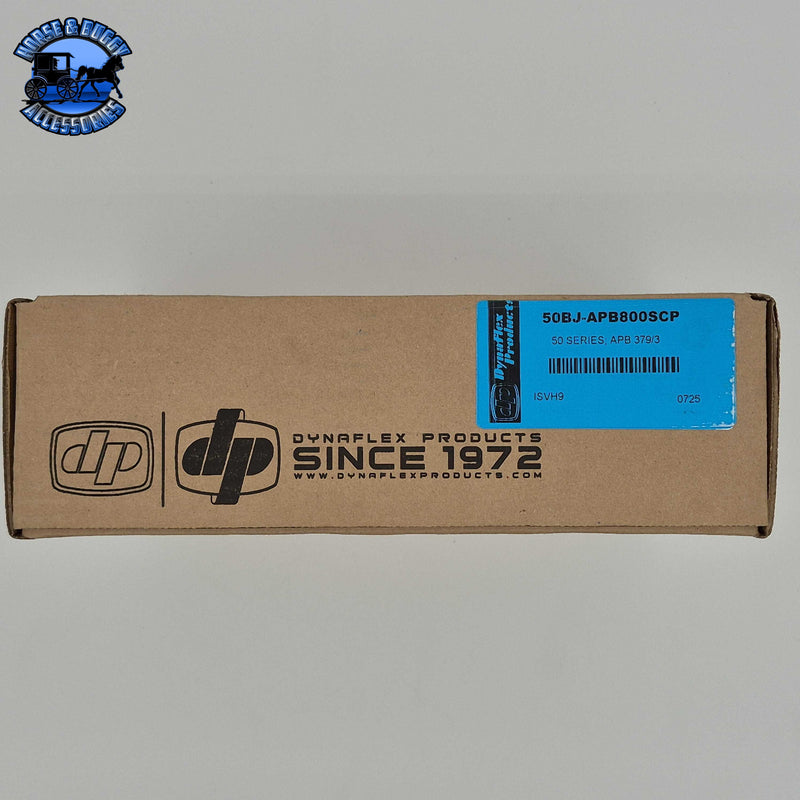 HORSE & BUGGY
ACCESSORIES
Dynaflex
Products
dp
50BJ-APB800SCP
50 SERIES, APB 379/3
ISVH9
0725
dp
dp
DYNAFLEX PRODUCTS
SINCE 1972
WWW.DYNAFLEXPRODUCTS.COM